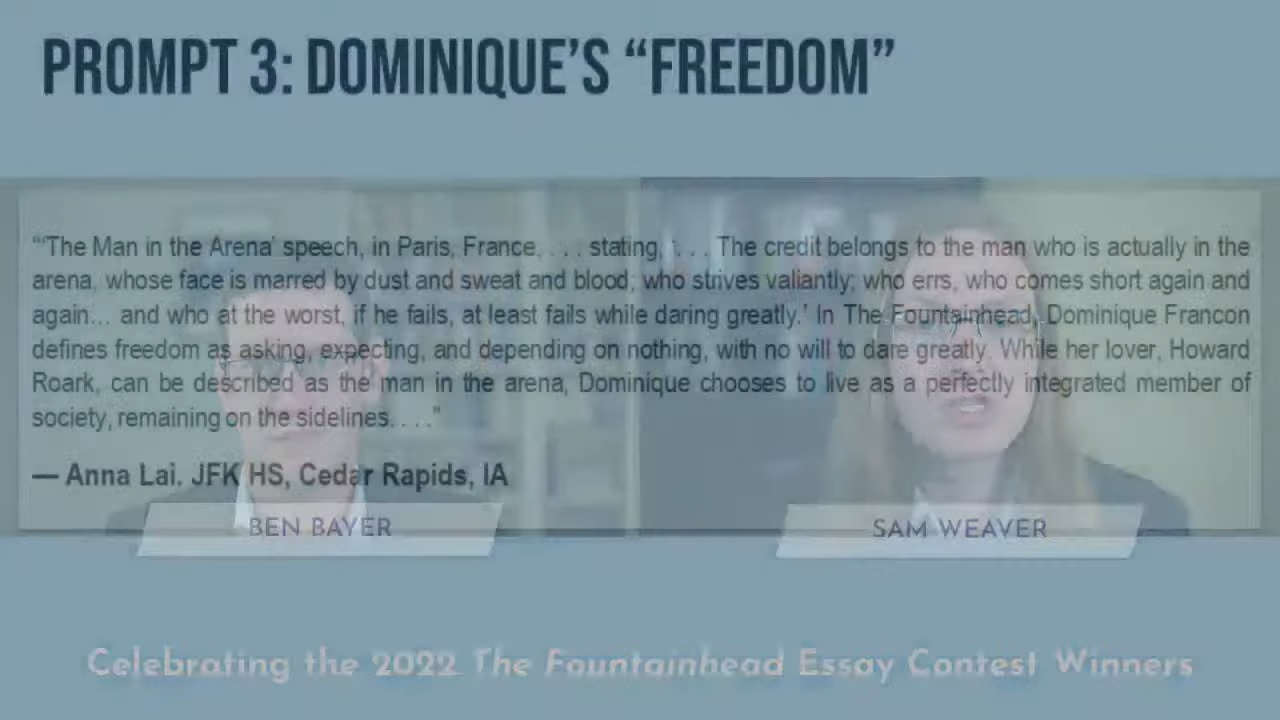 PROMPT 3: DOMINIQUE'S “FREEDOM”
“‘The Man in the Arena’ speech, in Paris, France, . . . stating, ‘. . . The credit belongs to the man who is actually in the
arena, whose face is marred by dust and sweat and blood; who strives valiantly; who errs, who comes short again and
again... and who at the worst, if he fails, at least fails while daring greatly.’ In The Fountainhead, Dominique Francon
defines freedom as asking, expecting, and depending on nothing, with no will to dare greatly. While her lover, Howard
Roark, can be described as the man in the arena, Dominique chooses to live as a perfectly integrated member of
society, remaining on the sidelines. . . .”
— Anna Lai. JFK HS, Cedar Rapids, IA
BEN BAYER
SAM WEAVER
Celebrating the 2022 The Fountainhead Essay Contest Winners